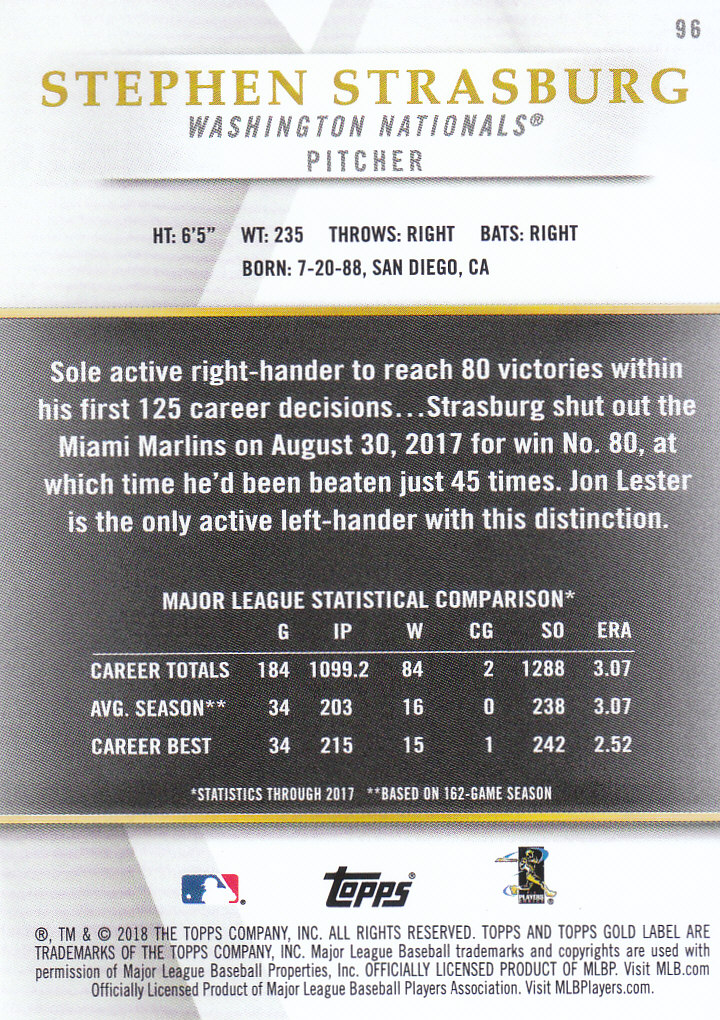 96
STEPHEN STRASBURG
WASHINGTON NATIONALS®
PITCHER
HT: 6'5" WT: 235 THROWS: RIGHT BATS: RIGHT
BORN: 7-20-88, SAN DIEGO, CA
Sole active right-hander to reach 80 victories within
his first 125 career decisions...Strasburg shut out the
Miami Marlins on August 30, 2017 for win No. 80, at
which time he'd been beaten just 45 times. Jon Lester
is the only active left-hander with this distinction.
MAJOR LEAGUE STATISTICAL COMPARISON*
G IP W CG SO ERA
CAREER TOTALS 184 1099.2 84 2 1288 3.07
AVG. SEASON** 34 203 16 0 238 3.07
CAREER BEST 34 215 15 1 242 2.52
*STATISTICS THROUGH 2017 **BASED ON 162-GAME SEASON
topps®
PLAYERS
®, TM & © 2018 THE TOPPS COMPANY, INC. ALL RIGHTS RESERVED. TOPPS AND TOPPS GOLD LABEL ARE
TRADEMARKS OF THE TOPPS COMPANY, INC. Major League Baseball trademarks and copyrights are used with
permission of Major League Baseball Properties, Inc. OFFICIALLY LICENSED PRODUCT OF MLBP. Visit MLB.com
Officially Licensed Product of Major League Baseball Players Association. Visit MLBPlayers.com.